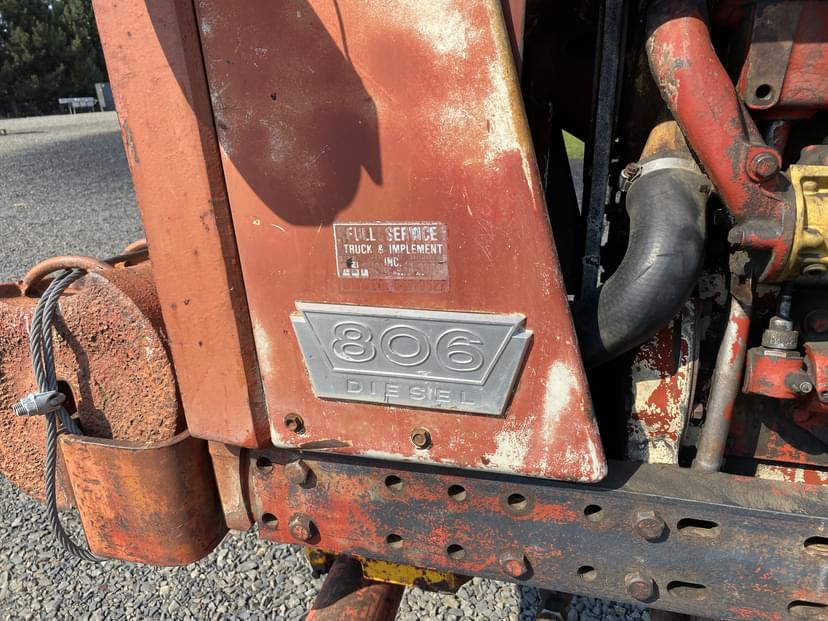 FULL SERVICE
TRUCK & IMPLEMENT
INC.
806
DIESEL